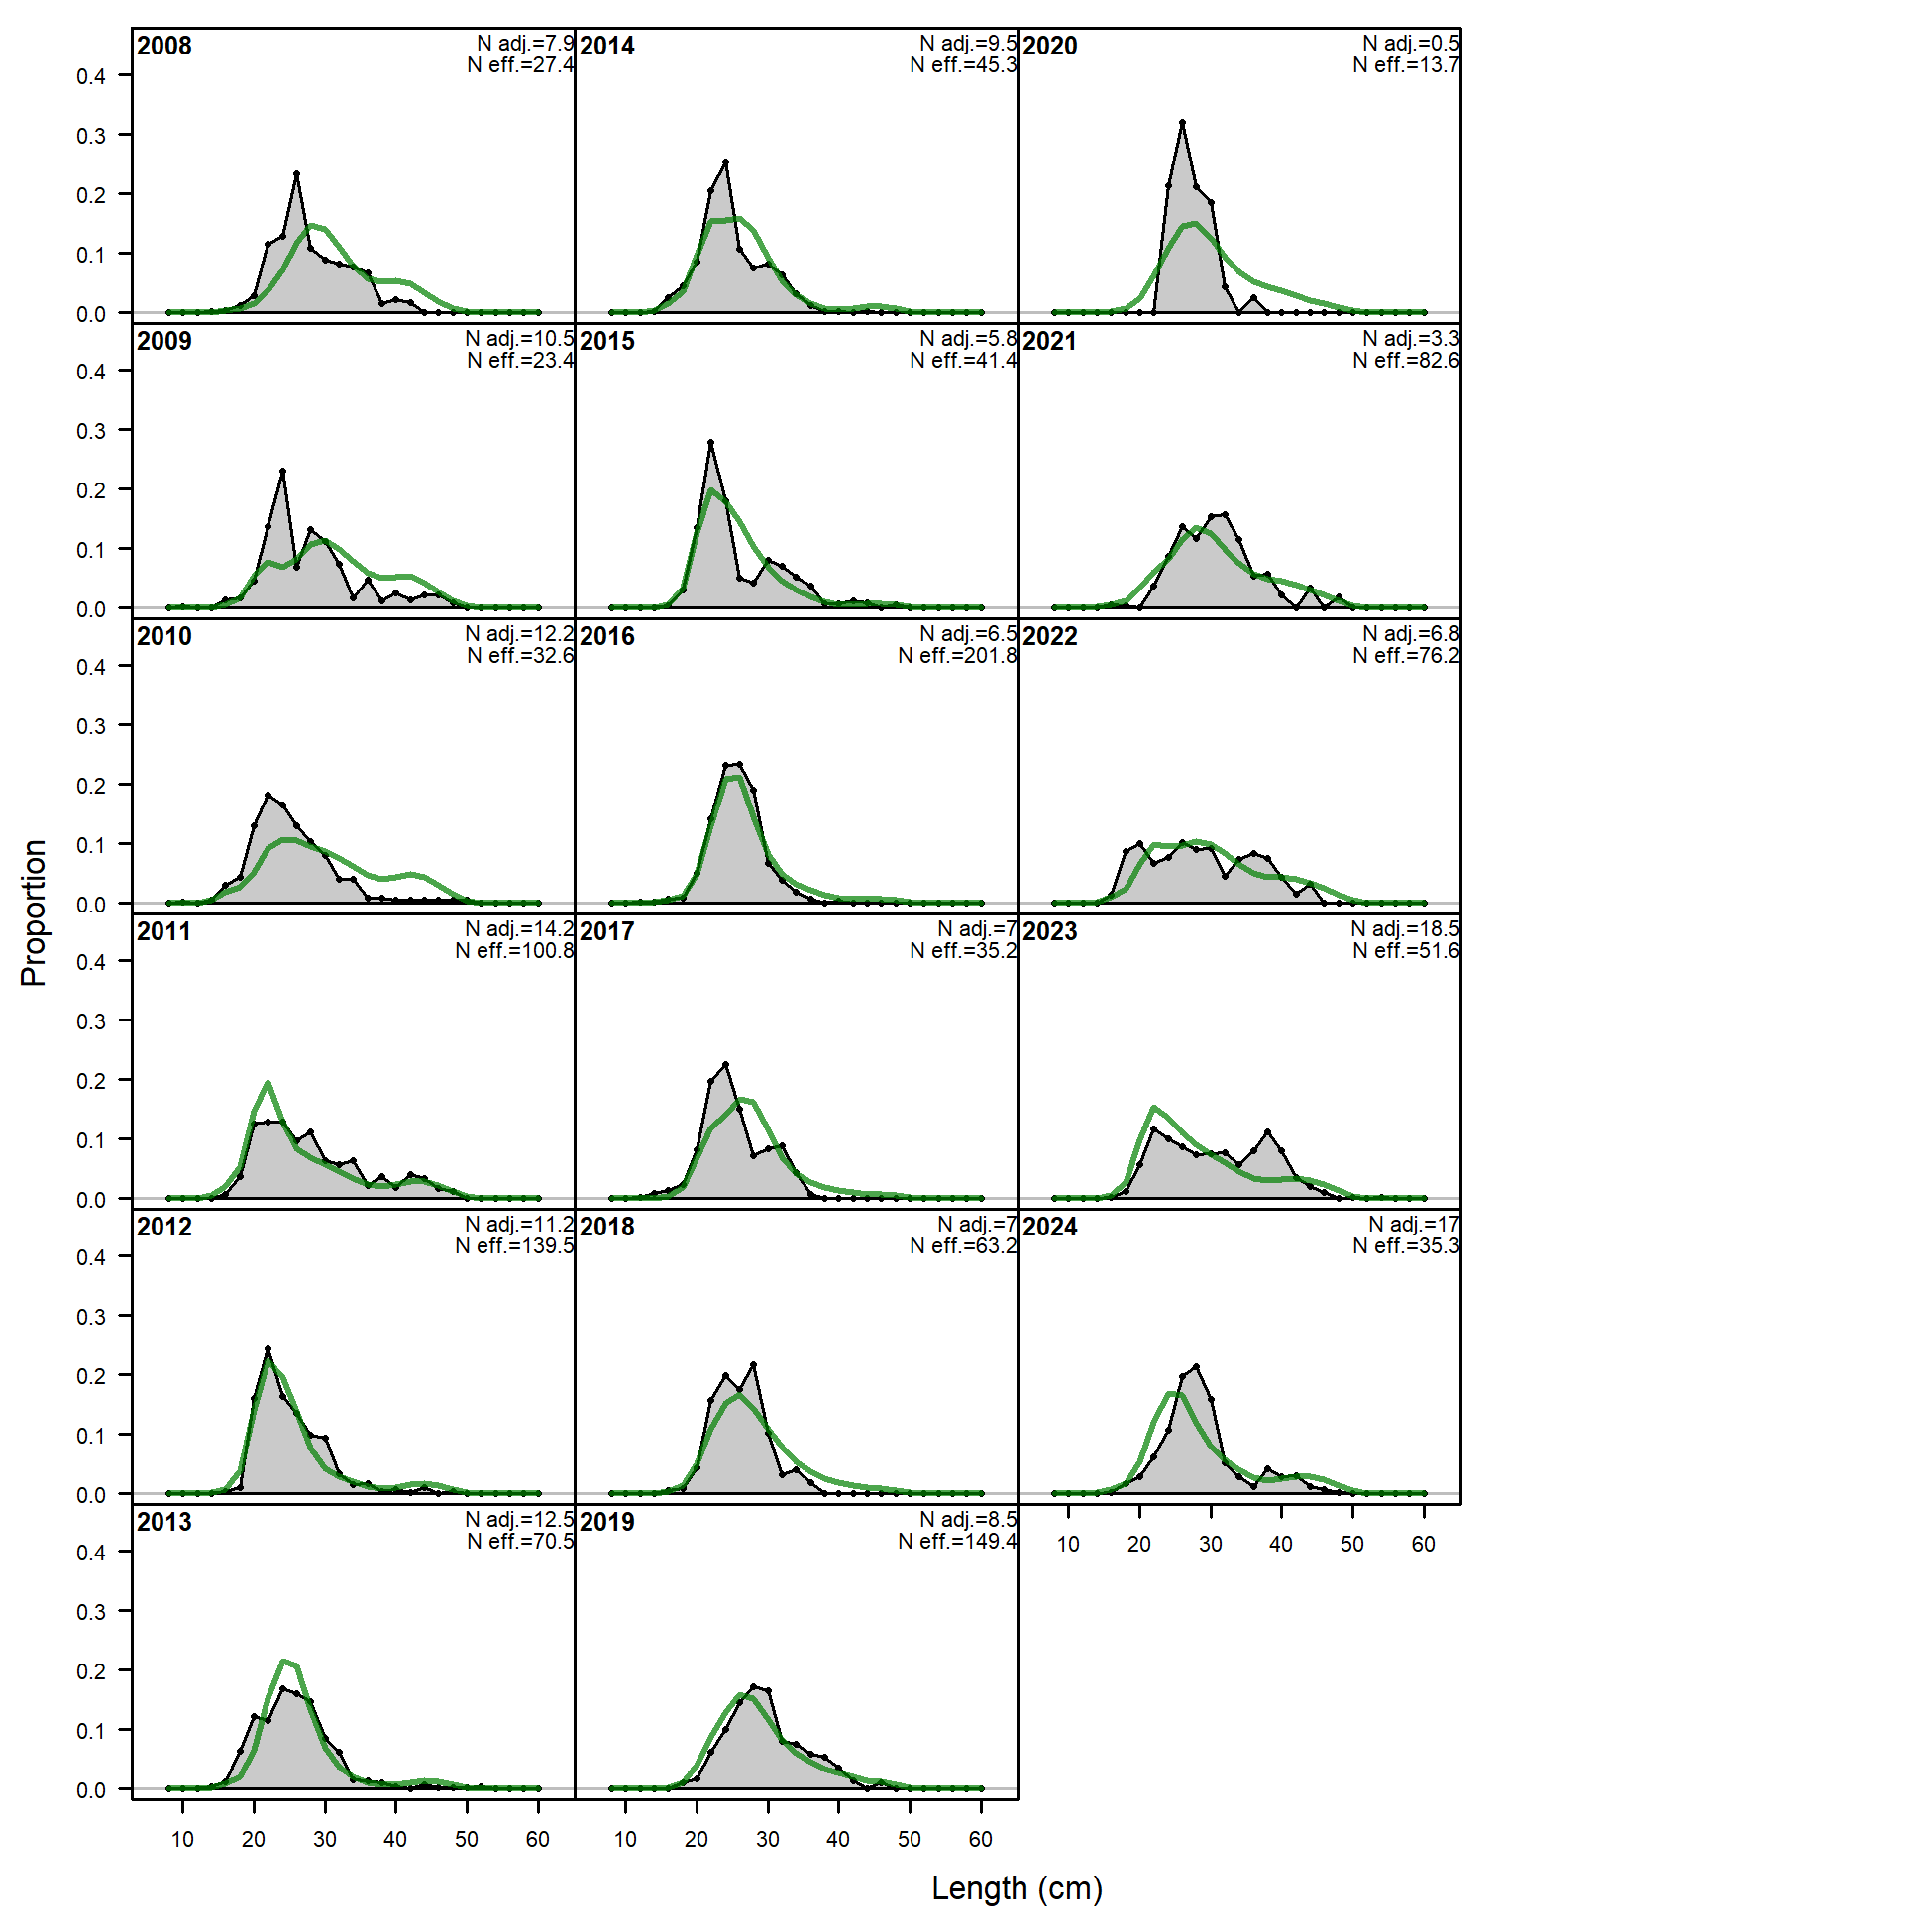 2008
N adj.=7.9
N eff.=27.4
2014
N adj.=9.5
N eff.=45.3
2020
N adj.=0.5
N eff.=13.7
0.4
0.3
0.2
0.1
0.0
2009
N adj.=10.5
N eff.=23.4
2015
N adj.=5.8
N eff.=41.4
2021
N adj.=3.3
N eff.=82.6
0.4
0.3
0.2
0.1
0.0
2010
N adj.=12.2
N eff.=32.6
2016
N adj.=6.5
N eff.=201.8
2022
N adj.=6.8
N eff.=76.2
0.4
0.3
0.2
0.1
0.0
Proportion
2011
N adj.=14.2
N eff.=100.8
2017
N adj.=7
N eff.=35.2
2023
N adj.=18.5
N eff.=51.6
0.4
0.3
0.2
0.1
0.0
2012
N adj.=11.2
N eff.=139.5
2018
N adj.=7
N eff.=63.2
2024
N adj.=17
N eff.=35.3
0.4
0.3
0.2
0.1
0.0
2013
N adj.=12.5
N eff.=70.5
2019
N adj.=8.5
N eff.=149.4
10 20 30 40 50 60
0.4
0.3
0.2
0.1
0.0
10 20 30 40 50 60
10 20 30 40 50 60
Length (cm)